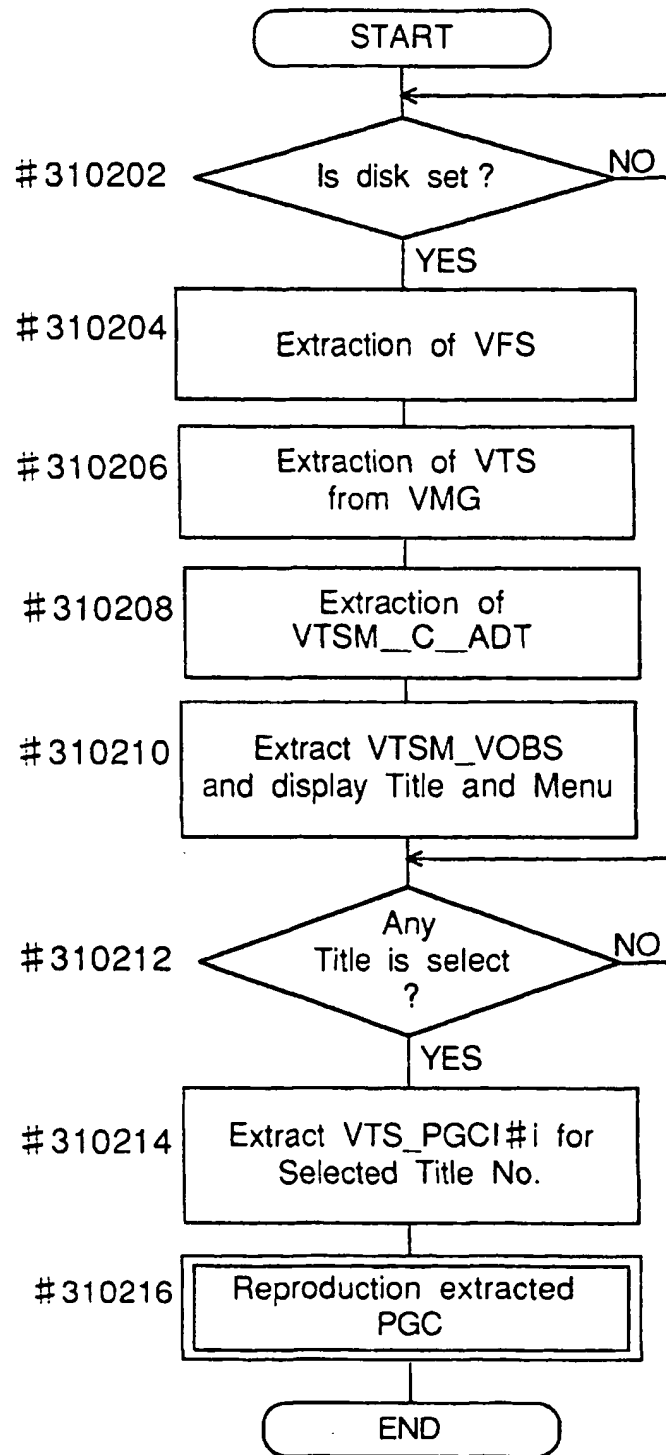 START
#310202
Is disk set ?
NO
YES
#310204
Extraction of VFS
#310206
Extraction of VTS
from VMG
#310208
Extraction of
VTSM__C__ADT
#310210
Extract VTSM_VOBS
and display Title and Menu
#310212
Any
Title is select
?
NO
YES
#310214
Extract VTS_PGCI#i for
Selected Title No.
#310216
Reproduction extracted
PGC
END